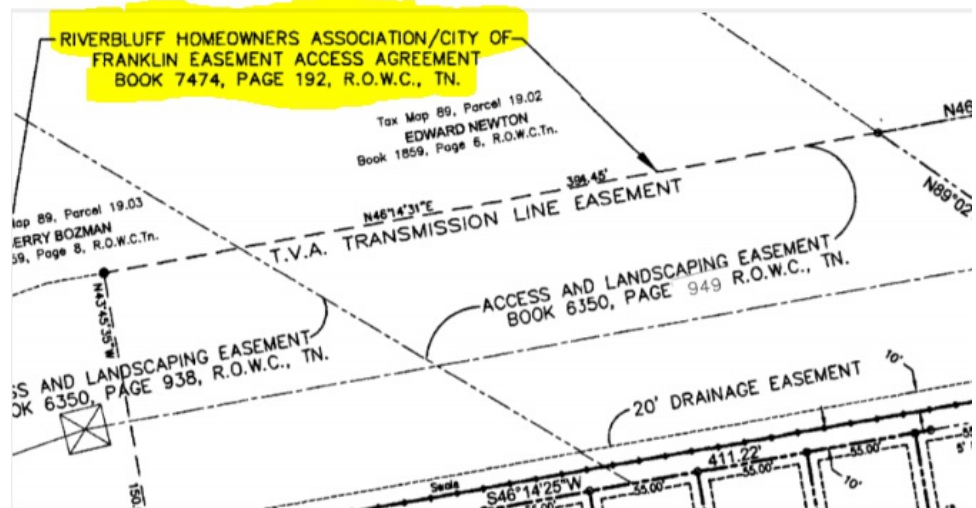 RIVERBLUFF HOMEOWNERS ASSOCIATION/CITY OF
FRANKLIN EASEMENT ACCESS AGREEMENT
BOOK 7474, PAGE 192, R.O.W.C., TN.
Tax Map 89, Parcel 19.02
EDWARD NEWTON
Book 1859, Page 6, R.O.W.C.Tn.
N46
N89°02
394.45'
N46°14'31"E
T.V.A. TRANSMISSION LINE EASEMENT
ap 89, Parcel 19.03
ERRY BOZMAN
59, Page 8, R.O.W.C.Tn.
N43°45'35"W
ACCESS AND LANDSCAPING EASEMENT
BOOK 6350, PAGE 949 R.O.W.C., TN.
SS AND LANDSCAPING EASEMENT
OK 6350, PAGE 938, R.O.W.C., TN.
10'
20' DRAINAGE EASEMENT
150.
Swale
S46°14'25"W
411.22'
55.00'
55.00'
55.00'
10'
5'